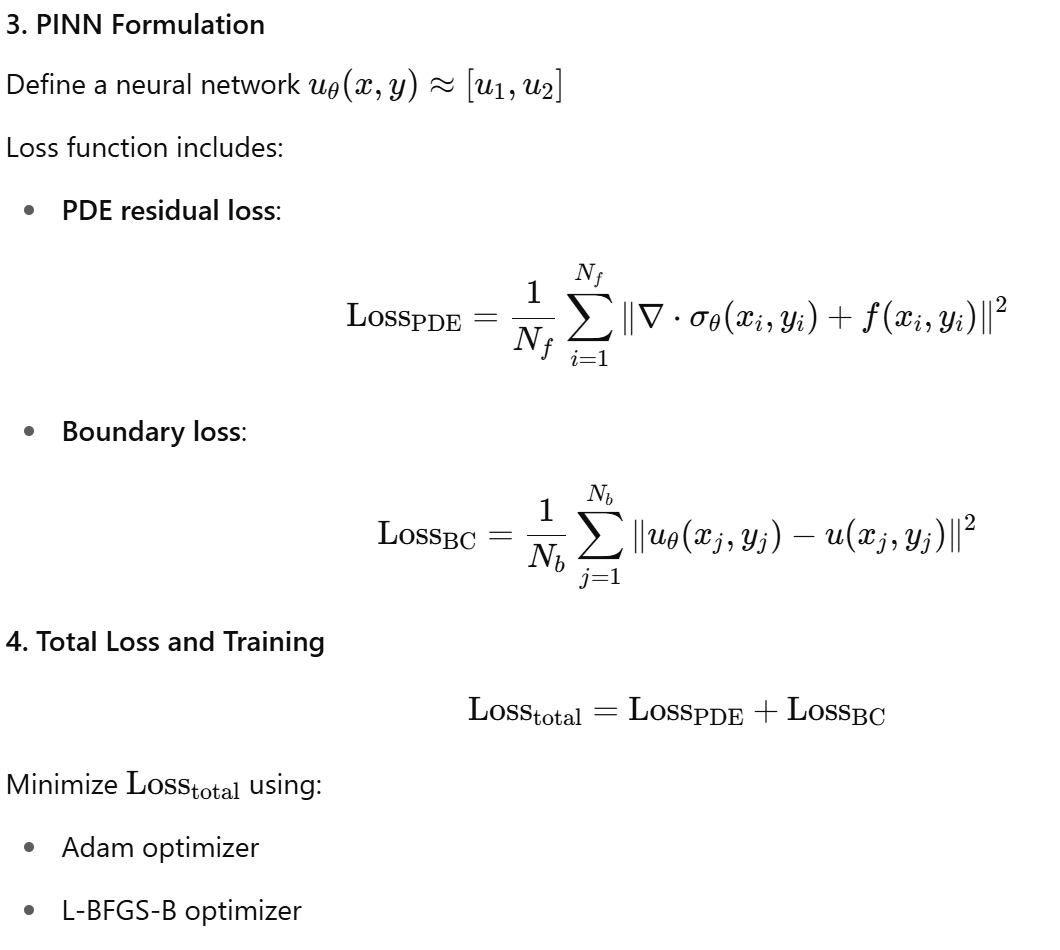 3. PINN Formulation
Define a neural network $u_\theta(x, y) \approx [u_1, u_2]$
Loss function includes:
• PDE residual loss:
$\text{Loss}_{\text{PDE}} = \frac{1}{N_f} \sum_{i=1}^{N_f} \| \nabla \cdot \sigma_\theta(x_i, y_i) + f(x_i, y_i) \|^2$
• Boundary loss:
$\text{Loss}_{\text{BC}} = \frac{1}{N_b} \sum_{j=1}^{N_b} \| u_\theta(x_j, y_j) - u(x_j, y_j) \|^2$
4. Total Loss and Training
$\text{Loss}_{\text{total}} = \text{Loss}_{\text{PDE}} + \text{Loss}_{\text{BC}}$
Minimize $\text{Loss}_{\text{total}}$ using:
• Adam optimizer
• L-BFGS-B optimizer